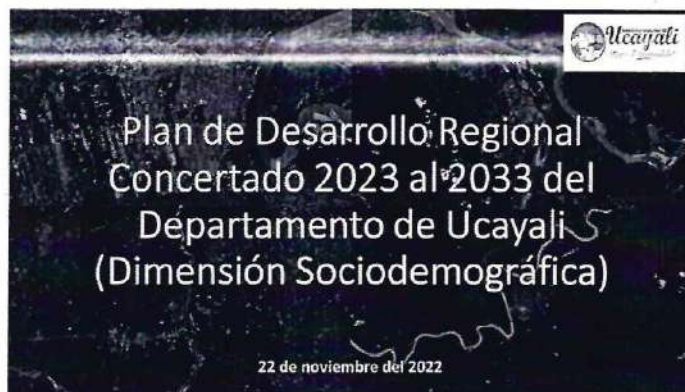 Ucayali
Plan de Desarrollo Regional
Concertado 2023 al 2033 del
Departamento de Ucayali
(Dimensión Sociodemográfica)
22 de noviembre del 2022